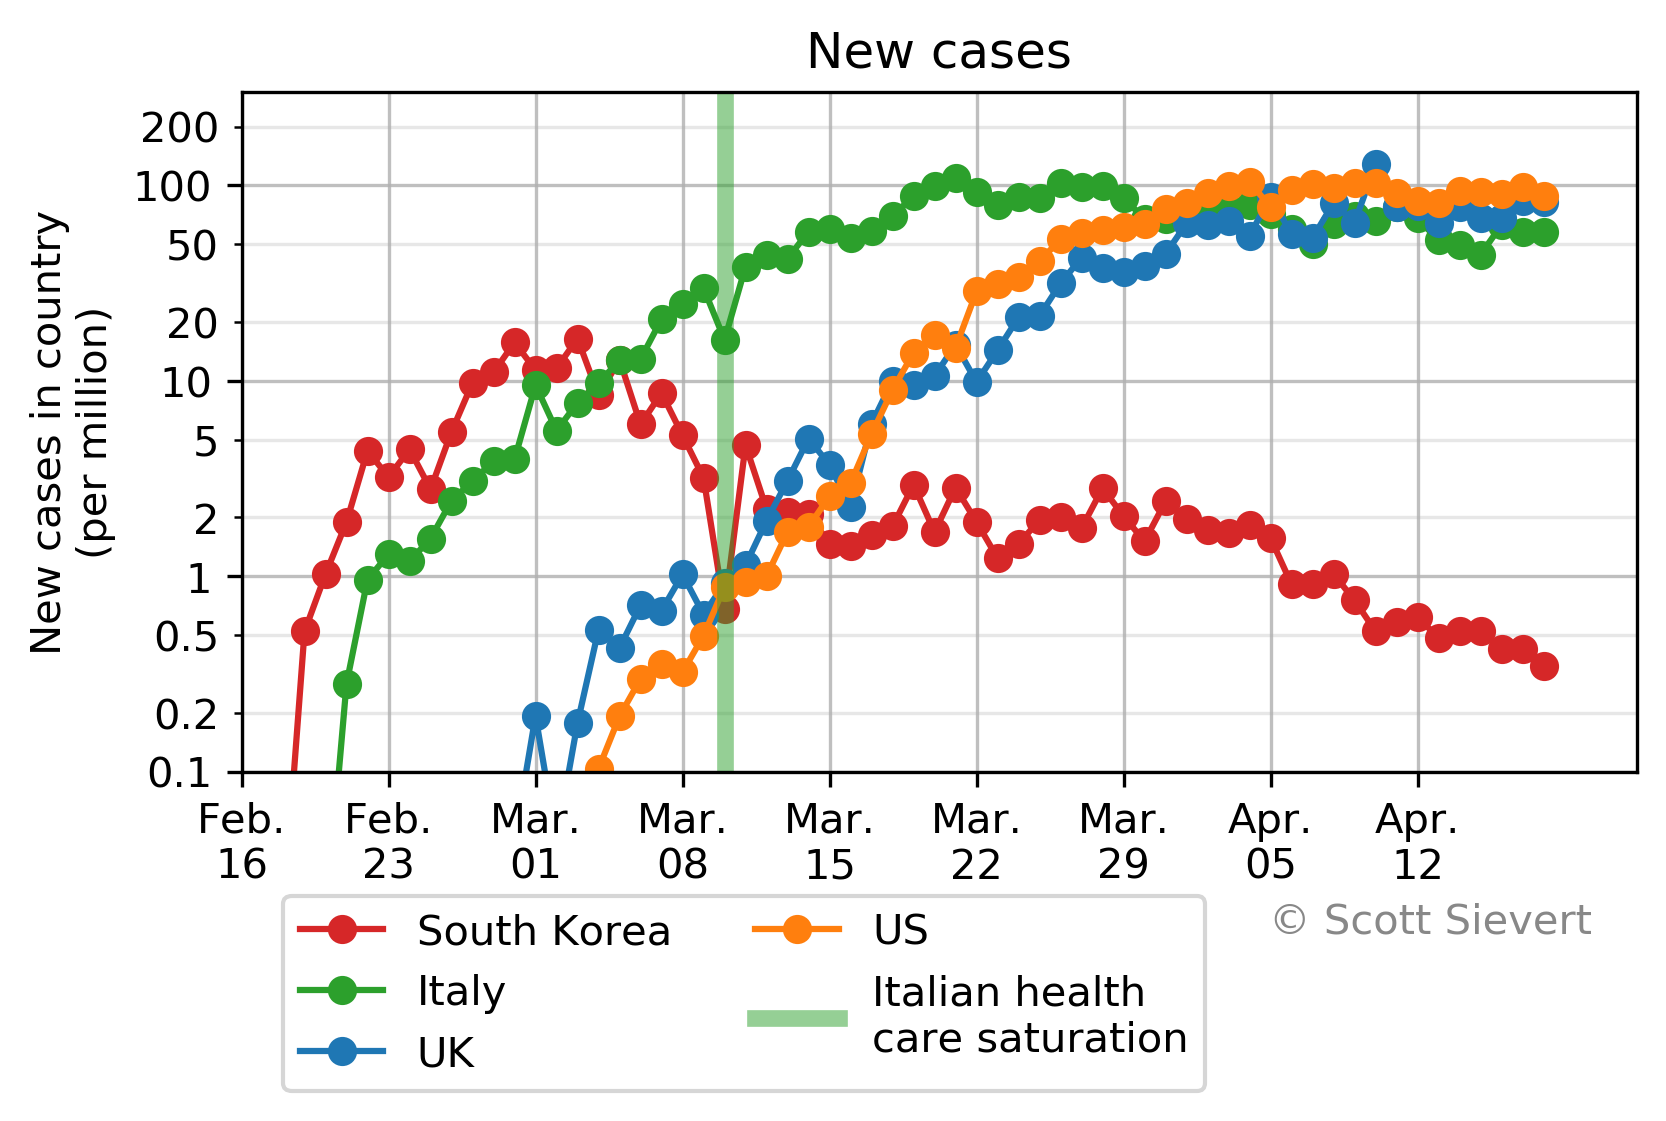 New cases
New cases in country
(per million)
200
100
50
20
10
5
2
1
0.5
0.2
0.1
Feb. 16
Feb. 23
Mar. 01
Mar. 08
Mar. 15
Mar. 22
Mar. 29
Apr. 05
Apr. 12
South Korea
Italy
UK
US
Italian health
care saturation
© Scott Sievert